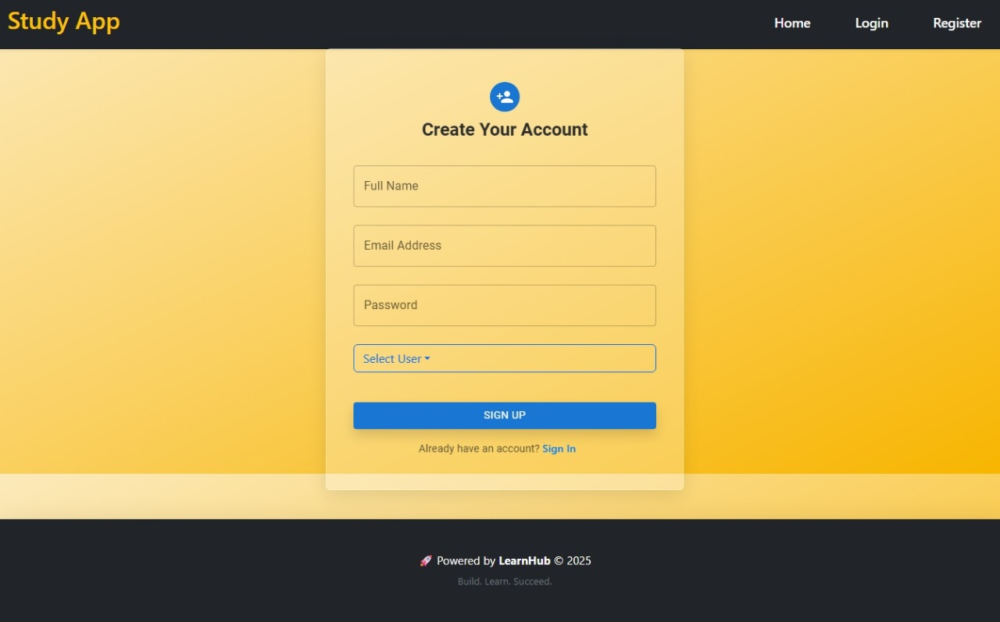 Study App
Home Login Register
Create Your Account
Full Name
Email Address
Password
Select User
SIGN UP
Already have an account? Sign In
🚀 Powered by LearnHub © 2025
Build. Learn. Succeed.